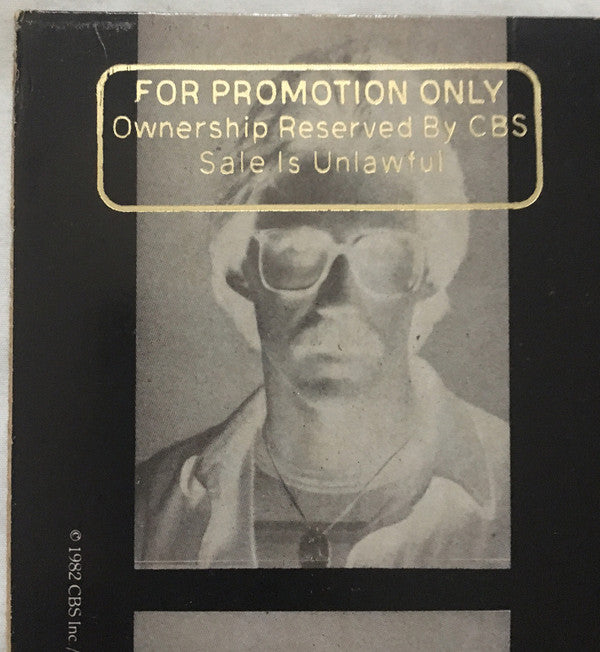 FOR PROMOTION ONLY
Ownership Reserved By CBS
Sale Is Unlawful
© 1982 CBS Inc /